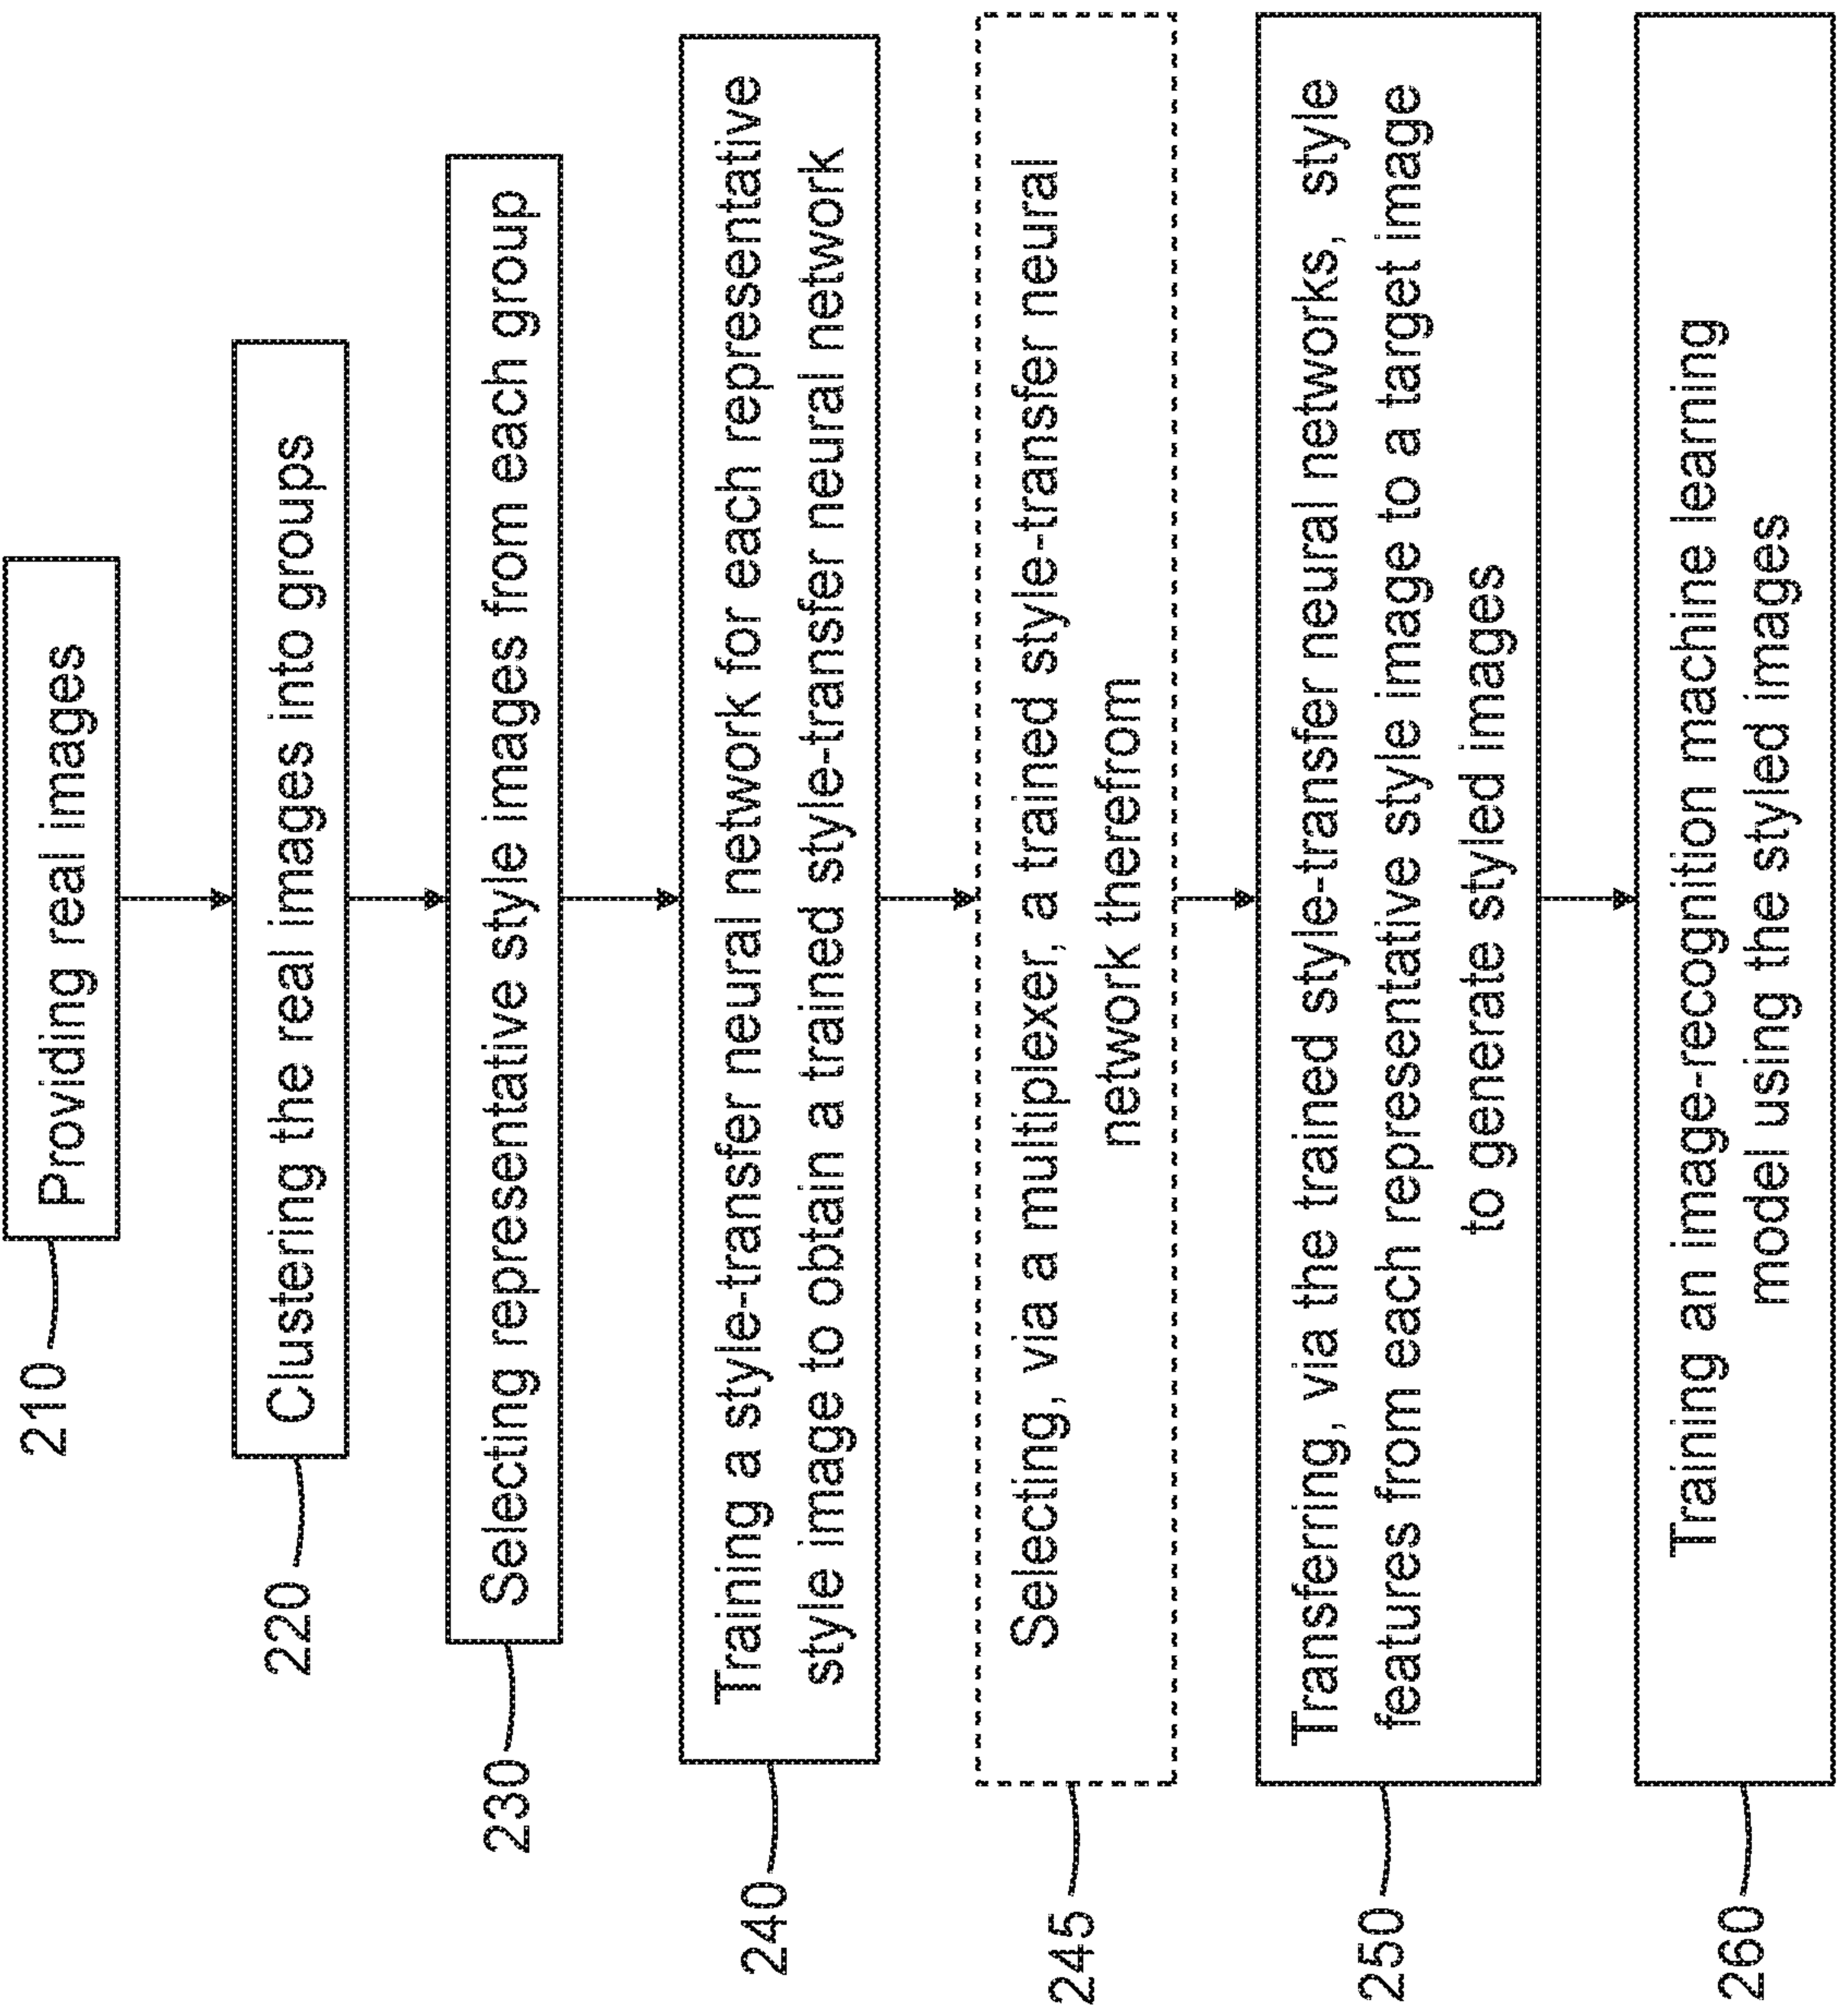 210
Providing real images
220
Clustering the real images into groups
230
Selecting representative style images from each group
240
Training a style-transfer neural network for each representative
style image to obtain a trained style-transfer neural network
245
Selecting, via a multiplexer, a trained style-transfer neural
network therefrom
250
Transferring, via the trained style-transfer neural networks, style
features from each representative style image to a target image
to generate styled images
260
Training an image-recognition machine learning
model using the styled images